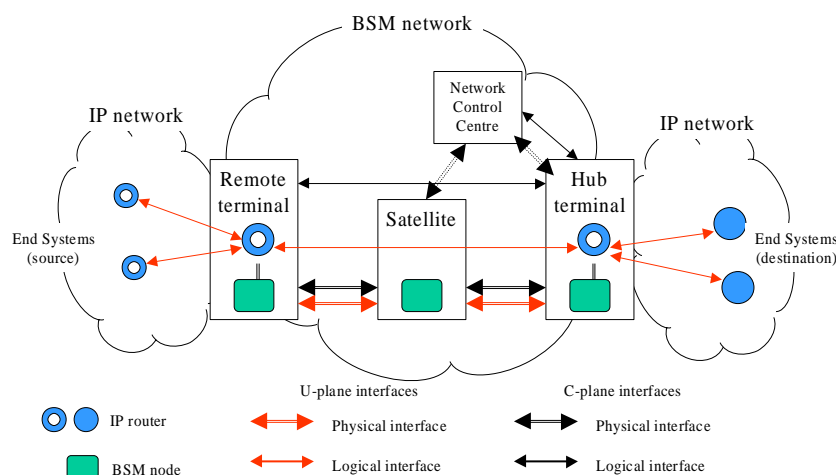 BSM network
Network
Control
Centre
IP network
IP network
Remote
terminal
Hub
terminal
Satellite
End Systems
(source)
End Systems
(destination)
U-plane interfaces
C-plane interfaces
IP router
Physical interface
Physical interface
BSM node
Logical interface
Logical interface